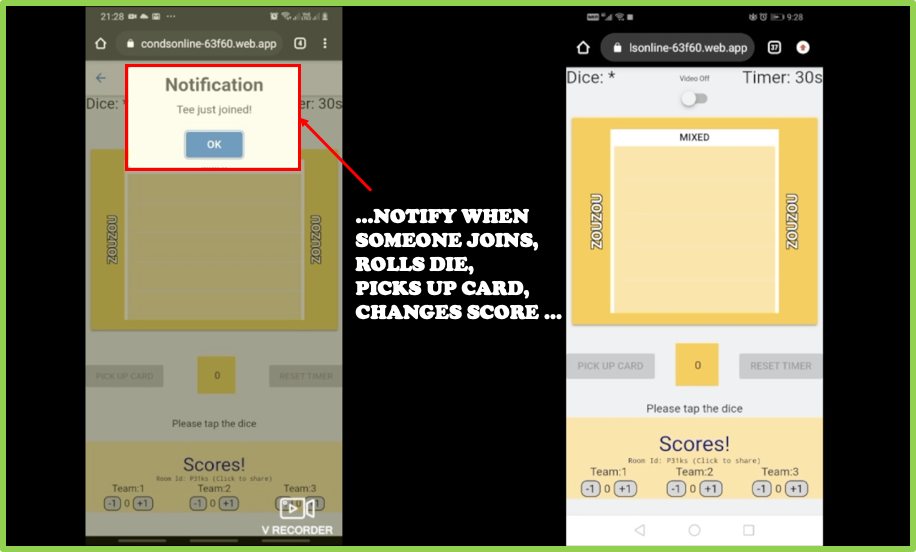 21:28
condsonline-63f60.web.app
4
Notification
Tee just joined!
OK
Dice: *
er: 30s
ZOUZOU
ZOUZOU
PICK UP CARD
0
RESET TIMER
Please tap the dice
Scores!
Room Id: P31ks (Click to share)
Team:1
Team:2
Team:3
-1 0 +1
-1 0 +1
0 +1
V RECORDER
...NOTIFY WHEN
SOMEONE JOINS,
ROLLS DIE,
PICKS UP CARD,
CHANGES SCORE ...
9:28
lsonline-63f60.web.app
37
Dice: *
Video Off
Timer: 30s
MIXED
ZOUZOU
ZOUZOU
PICK UP CARD
0
RESET TIMER
Please tap the dice
Scores!
Room Id: P31ks (Click to share)
Team:1
Team:2
Team:3
-1 0 +1
-1 0 +1
-1 0 +1